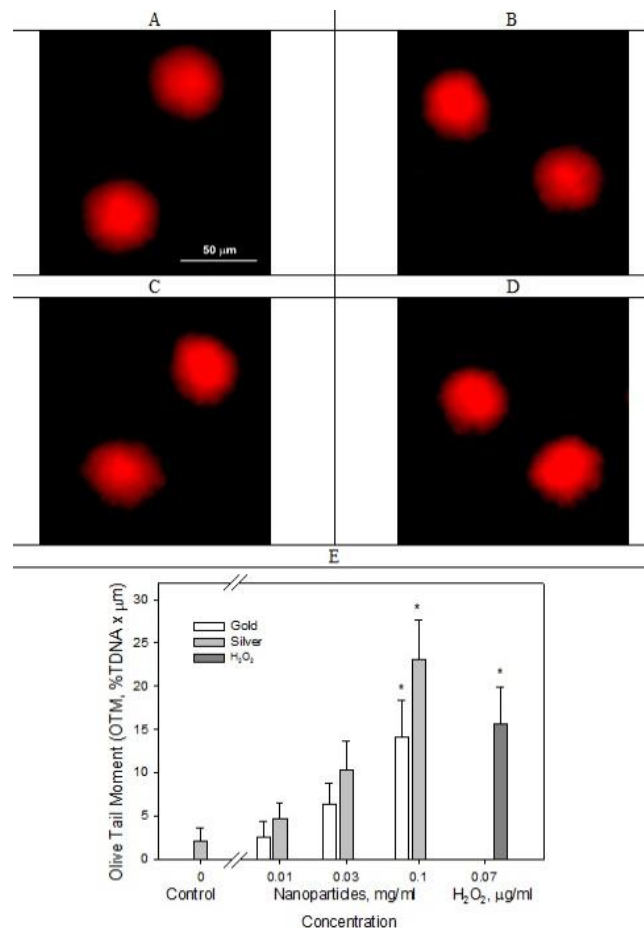 A
B
50 μm
C
D
E
Olive Tail Moment (OTM, %TDNA x μm)
30
25
20
15
10
5
0
Gold
Silver
H₂O₂
*
*
*
0
0.01
0.03
0.1
0.07
Control
Nanoparticles, mg/ml
H₂O₂, μg/ml
Concentration